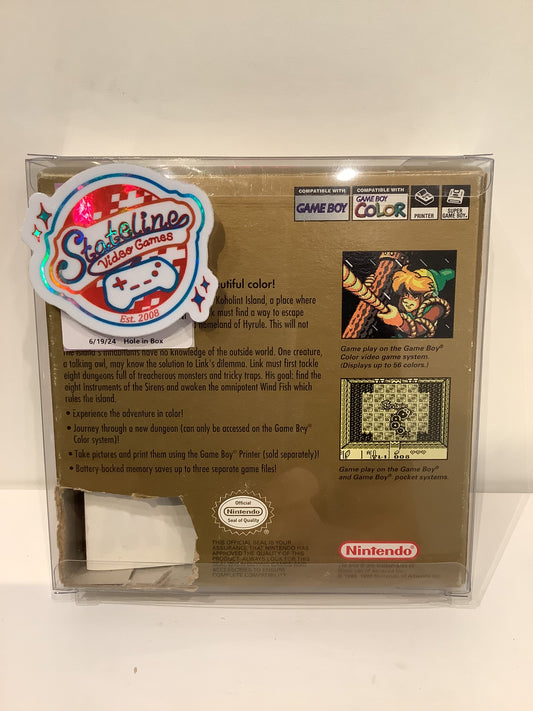 COMPATIBLE WITH
GAME BOY
COMPATIBLE WITH
GAME BOY
COLOR
PRINTER
SUPER
GAME BOY
Stateline
Video Games
Est. 2008
6/19/24 Hole in Box
color!
Koholint Island, a place where
must find a way to escape
homeland of Hyrule. This will not
The island's inhabitants have no knowledge of the outside world. One creature,
a talking owl, may know the solution to Link's dilemma. Link must first tackle
eight dungeons full of treacherous monsters and tricky traps. His goal: find the
eight Instruments of the Sirens and awaken the omnipotent Wind Fish which
rules the island.
• Experience the adventure in color!
• Journey through a new dungeon (can only be accessed on the Game Boy®
Color system)!
• Take pictures and print them using the Game Boy® Printer (sold separately)!
• Battery-backed memory saves up to three separate game files!
Game play on the Game Boy®
Color video game system.
(Displays up to 56 colors.)
Game play on the Game Boy®
and Game Boy® pocket systems.
Official
Nintendo
Seal of Quality
THIS OFFICIAL SEAL IS YOUR
ASSURANCE THAT NINTENDO HAS
APPROVED THE QUALITY OF THIS
PRODUCT. ALWAYS LOOK FOR THIS
ACCESSORIES TO ENSURE
COMPLETE COMPATIBILITY.
Nintendo®